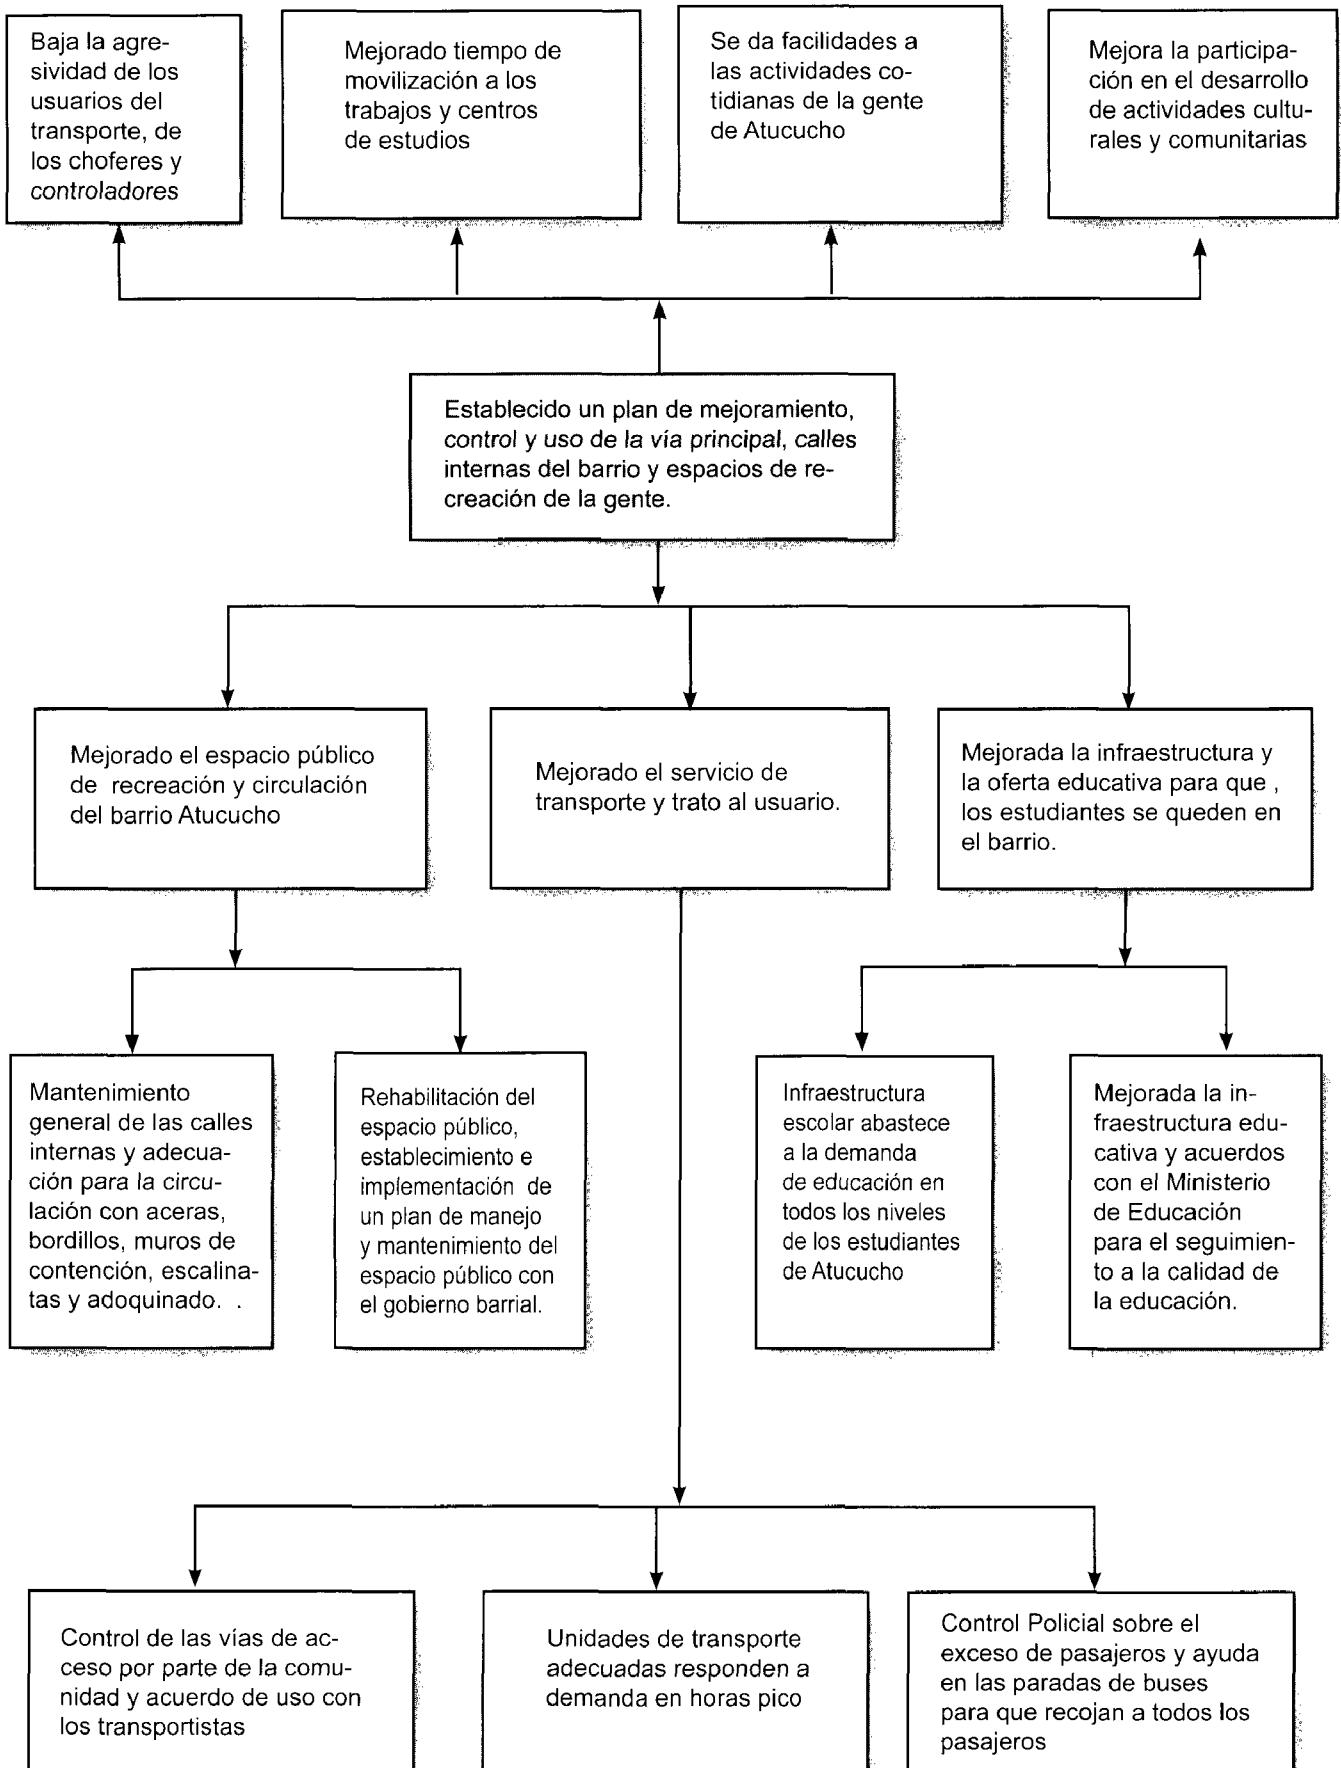 Baja la agre-
sividad de los
usuarios del
transporte, de
los choferes y
controladores
Mejorado tiempo de
movilización a los
trabajos y centros
de estudios
Se da facilidades a
las actividades co-
tidianas de la gente
de Atucucho
Mejora la participa-
ción en el desarrollo
de actividades cultu-
rales y comunitarias
Establecido un plan de mejoramiento,
control y uso de la vía principal, calles
internas del barrio y espacios de re-
creación de la gente.
Mejorado el espacio público
de recreación y circulación
del barrio Atucucho
Mejorado el servicio de
transporte y trato al usuario.
Mejorada la infraestructura y
la oferta educativa para que ,
los estudiantes se queden en
el barrio.
Mantenimiento
general de las calles
internas y adecua-
ción para la circu-
lación con aceras,
bordillos, muros de
contención, escalina-
tas y adoquinado. .
Rehabilitación del
espacio público,
establecimiento e
implementación de
un plan de manejo
y mantenimiento del
espacio público con
el gobierno barrial.
Infraestructura
escolar abastece
a la demanda
de educación en
todos los niveles
de los estudiantes
de Atucucho
Mejorada la in-
fraestructura edu-
cativa y acuerdos
con el Ministerio
de Educación
para el seguimien-
to a la calidad de
la educación.
Control de las vías de ac-
ceso por parte de la comu-
nidad y acuerdo de uso con
los transportistas
Unidades de transporte
adecuadas responden a
demanda en horas pico
Control Policial sobre el
exceso de pasajeros y ayuda
en las paradas de buses
para que recojan a todos los
pasajeros